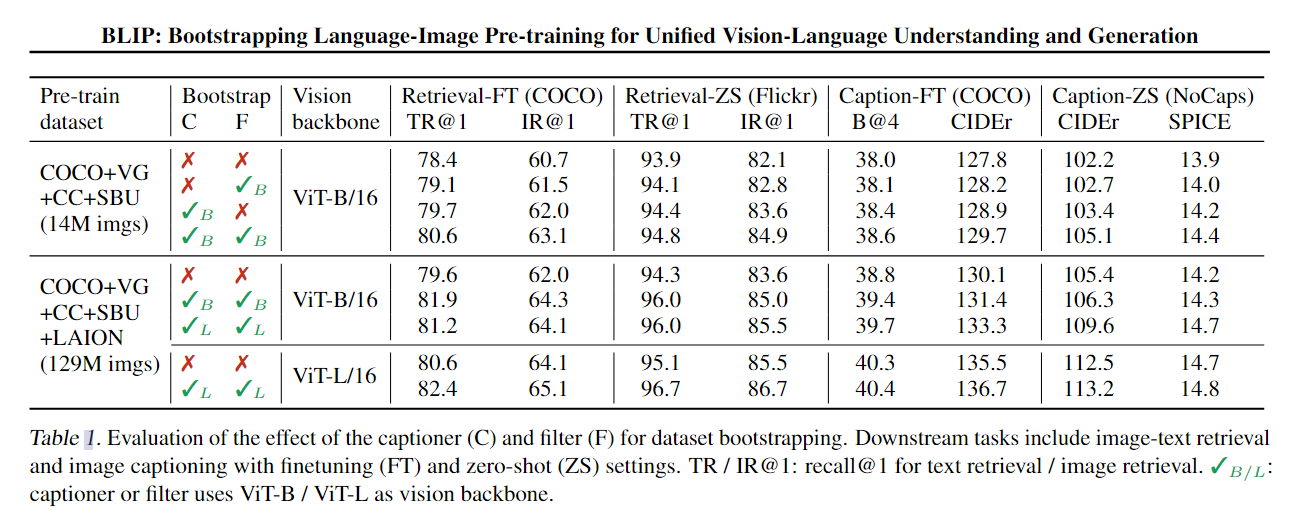 BLIP: Bootstrapping Language-Image Pre-training for Unified Vision-Language Understanding and Generation
Pre-train Bootstrap Vision Retrieval-FT (COCO) Retrieval-ZS (Flickr) Caption-FT (COCO) Caption-ZS (NoCaps)
dataset C F backbone TR@1 IR@1 TR@1 IR@1 B@4 CIDEr CIDEr SPICE
COCO+VG
+CC+SBU
(14M imgs)
ViT-B/16
✗ ✗ 78.4 60.7 93.9 82.1 38.0 127.8 102.2 13.9
✗ ✓B 79.1 61.5 94.1 82.8 38.1 128.2 102.7 14.0
✓B ✗ 79.7 62.0 94.4 83.6 38.4 128.9 103.4 14.2
✓B ✓B 80.6 63.1 94.8 84.9 38.6 129.7 105.1 14.4
COCO+VG
+CC+SBU
+LAION
(129M imgs)
ViT-B/16
✗ ✗ 79.6 62.0 94.3 83.6 38.8 130.1 105.4 14.2
✓B ✓B 81.9 64.3 96.0 85.0 39.4 131.4 106.3 14.3
✓L ✓L 81.2 64.1 96.0 85.5 39.7 133.3 109.6 14.7
ViT-L/16
✗ ✗ 80.6 64.1 95.1 85.5 40.3 135.5 112.5 14.7
✓L ✓L 82.4 65.1 96.7 86.7 40.4 136.7 113.2 14.8
Table 1. Evaluation of the effect of the captioner (C) and filter (F) for dataset bootstrapping. Downstream tasks include image-text retrieval
and image captioning with finetuning (FT) and zero-shot (ZS) settings. TR / IR@1: recall@1 for text retrieval / image retrieval. ✓B/L:
captioner or filter uses ViT-B / ViT-L as vision backbone.